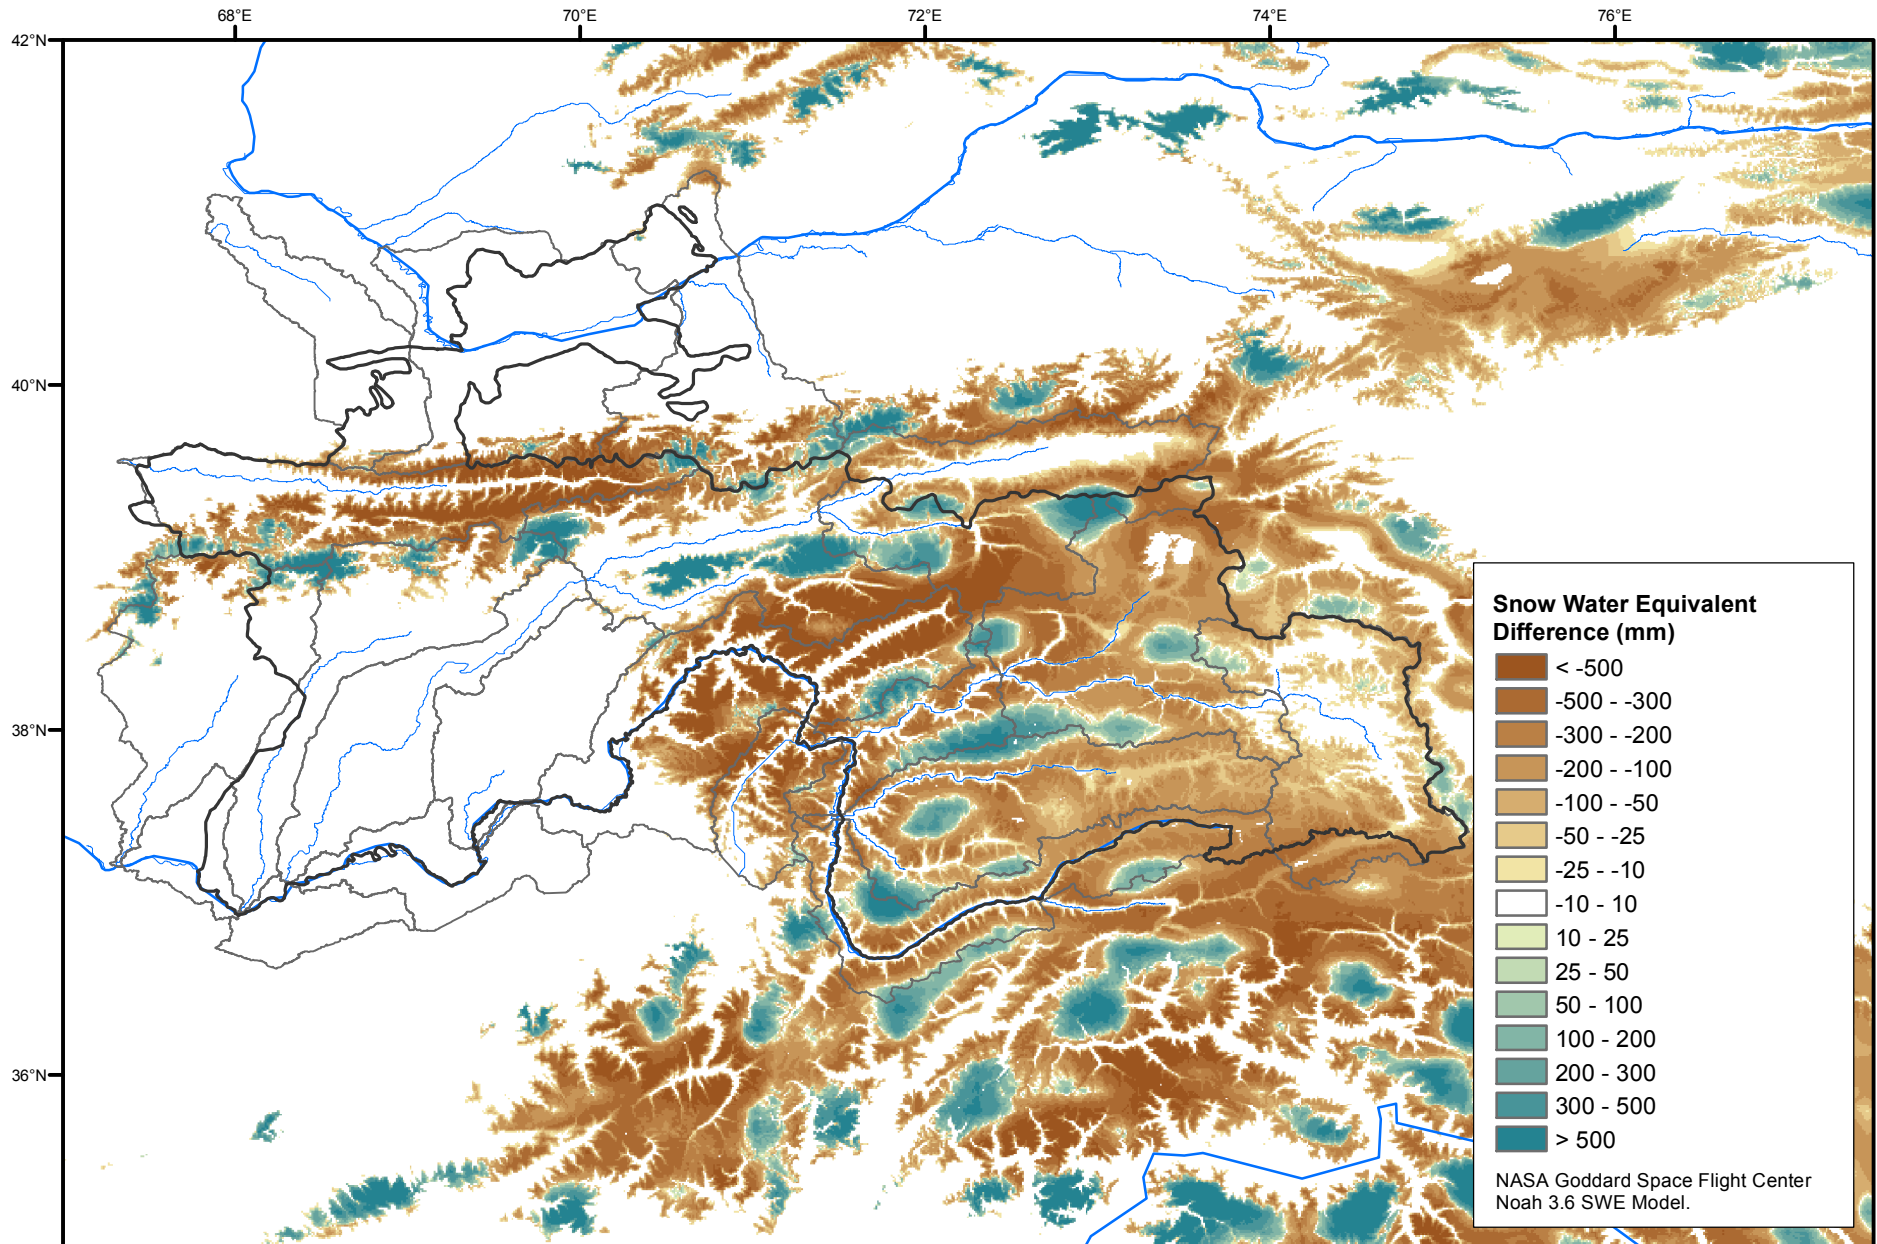 68°E 70°E 72°E 74°E 76°E
42°N
40°N
38°N
36°N
Snow Water Equivalent
Difference (mm)
< -500
-500 - -300
-300 - -200
-200 - -100
-100 - -50
-50 - -25
-25 - -10
-10 - 10
10 - 25
25 - 50
50 - 100
100 - 200
200 - 300
300 - 500
> 500
NASA Goddard Space Flight Center
Noah 3.6 SWE Model.